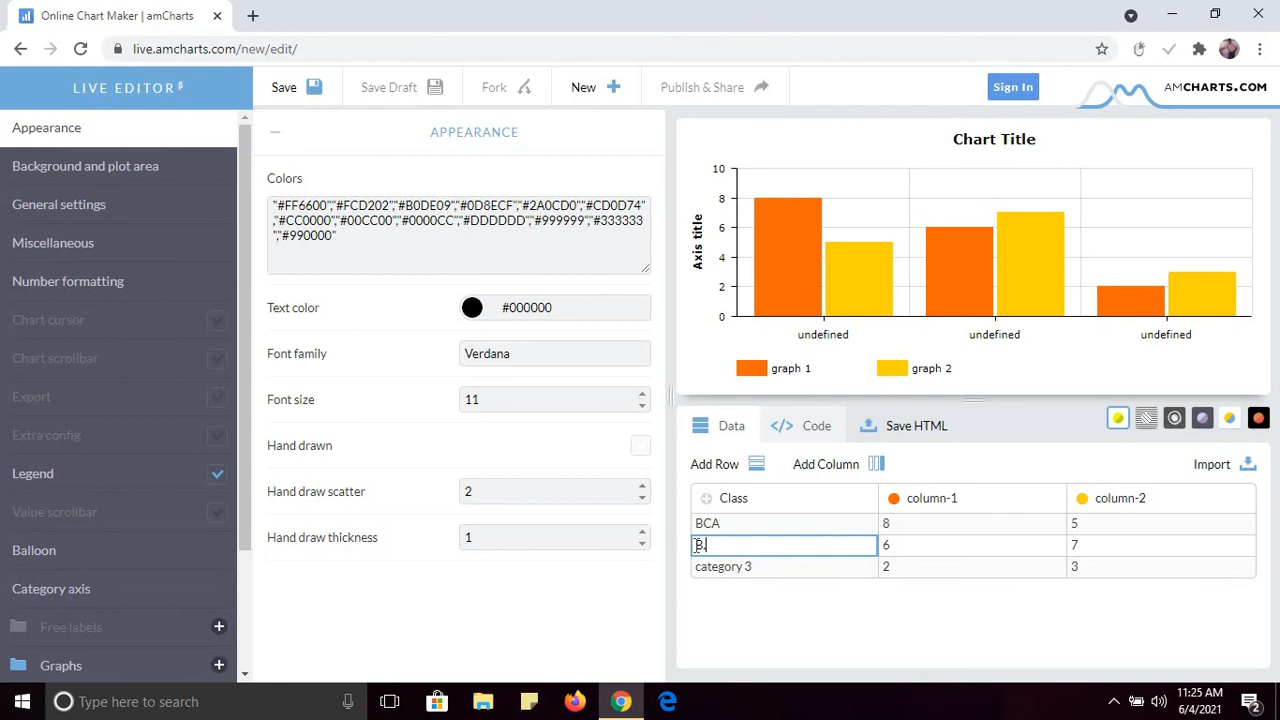 Online Chart Maker | amCharts
live.amcharts.com/new/edit/
LIVE EDITOR β
Save
Save Draft
Fork
New
Publish & Share
Sign In
AMCHARTS.COM
Appearance
Background and plot area
General settings
Miscellaneous
Number formatting
Chart cursor
Chart scrollbar
Export
Extra config
Legend
Value scrollbar
Balloon
Category axis
Free labels
Graphs
APPEARANCE
Colors
"#FF6600","#FCD202","#B0DE09","#0D8ECF","#2A0CD0","#CD0D74"
,"#CC0000","#00CC00","#0000CC","#DDDDDD","#999999","#333333
","#990000"
Text color #000000
Font family Verdana
Font size 11
Hand drawn
Hand draw scatter 2
Hand draw thickness 1
Chart Title
Axis title
10
8
6
4
2
0
undefined undefined undefined
graph 1 graph 2
Data </> Code Save HTML
Add Row Add Column Import
Class column-1 column-2
BCA 8 5
B. 6 7
category 3 2 3
Type here to search
11:25 AM
6/4/2021
2